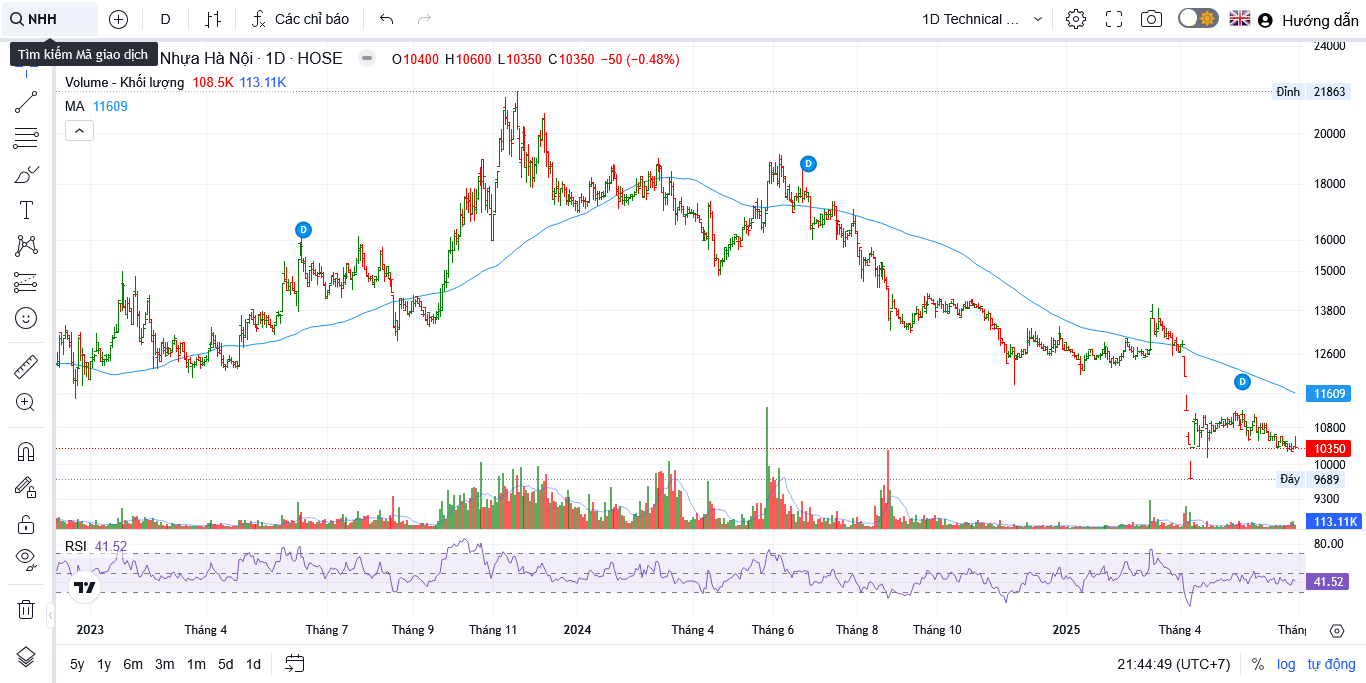 NHH
D
Các chỉ báo
1D Technical ...
Hướng dẫn
Tìm kiếm Mã giao dịch
Nhựa Hà Nội · 1D · HOSE
O10400 H10600 L10350 C10350 −50 (−0.48%)
Volume - Khối lượng 108.5K 113.11K
MA 11609
24000
Đỉnh 21863
20000
18000
16000
15000
13800
12600
11609
10800
10350
10000
Đáy 9689
9300
113.11K
D
D
D
RSI 41.52
80.00
41.52
2023 Tháng 4 Tháng 7 Tháng 9 Tháng 11 2024 Tháng 4 Tháng 6 Tháng 8 Tháng 10 2025 Tháng 4 Thán
5y 1y 6m 3m 1m 5d 1d
21:44:49 (UTC+7) % log tự động